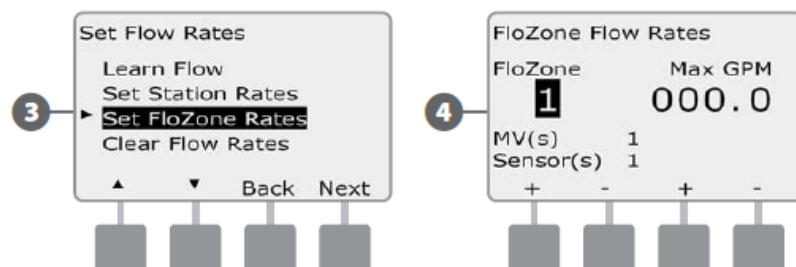 3
Set Flow Rates
Learn Flow
Set Station Rates
► Set FloZone Rates
Clear Flow Rates
▲ ▼ Back Next
4
FloZone Flow Rates
FloZone Max GPM
1 000.0
MV(s) 1
Sensor(s) 1
+ - + -